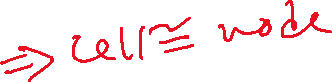 ⇒ cell ≅ node